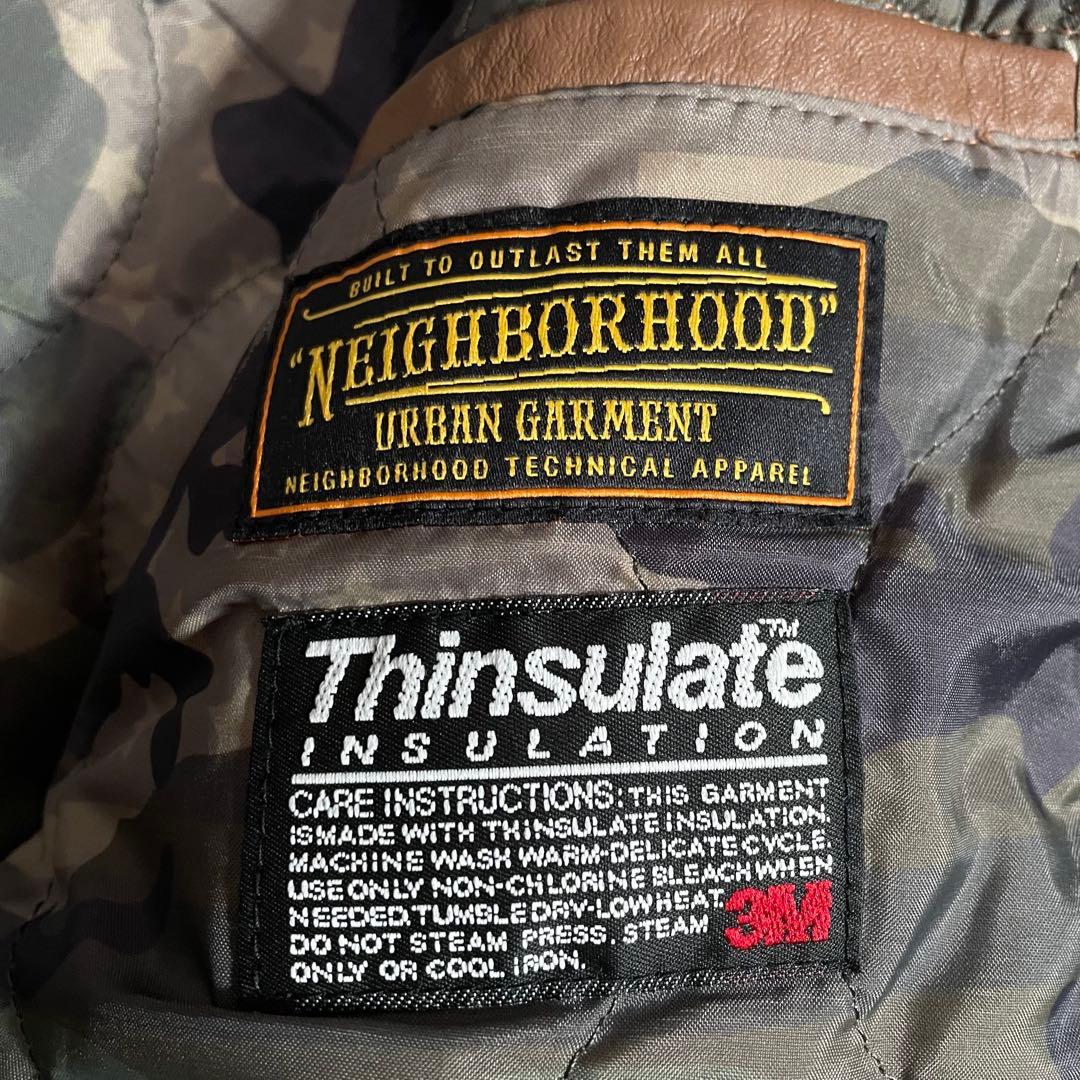 BUILT TO OUTLAST THEM ALL
"NEIGHBORHOOD"
URBAN GARMENT
NEIGHBORHOOD TECHNICAL APPAREL
Thinsulate™
INSULATION
CARE INSTRUCTIONS: THIS GARMENT
IS MADE WITH THINSULATE INSULATION.
MACHINE WASH WARM-DELICATE CYCLE.
USE ONLY NON-CHLORINE BLEACH WHEN
NEEDED. TUMBLE DRY-LOW HEAT.
DO NOT STEAM PRESS. STEAM
ONLY OR COOL IRON.
3M